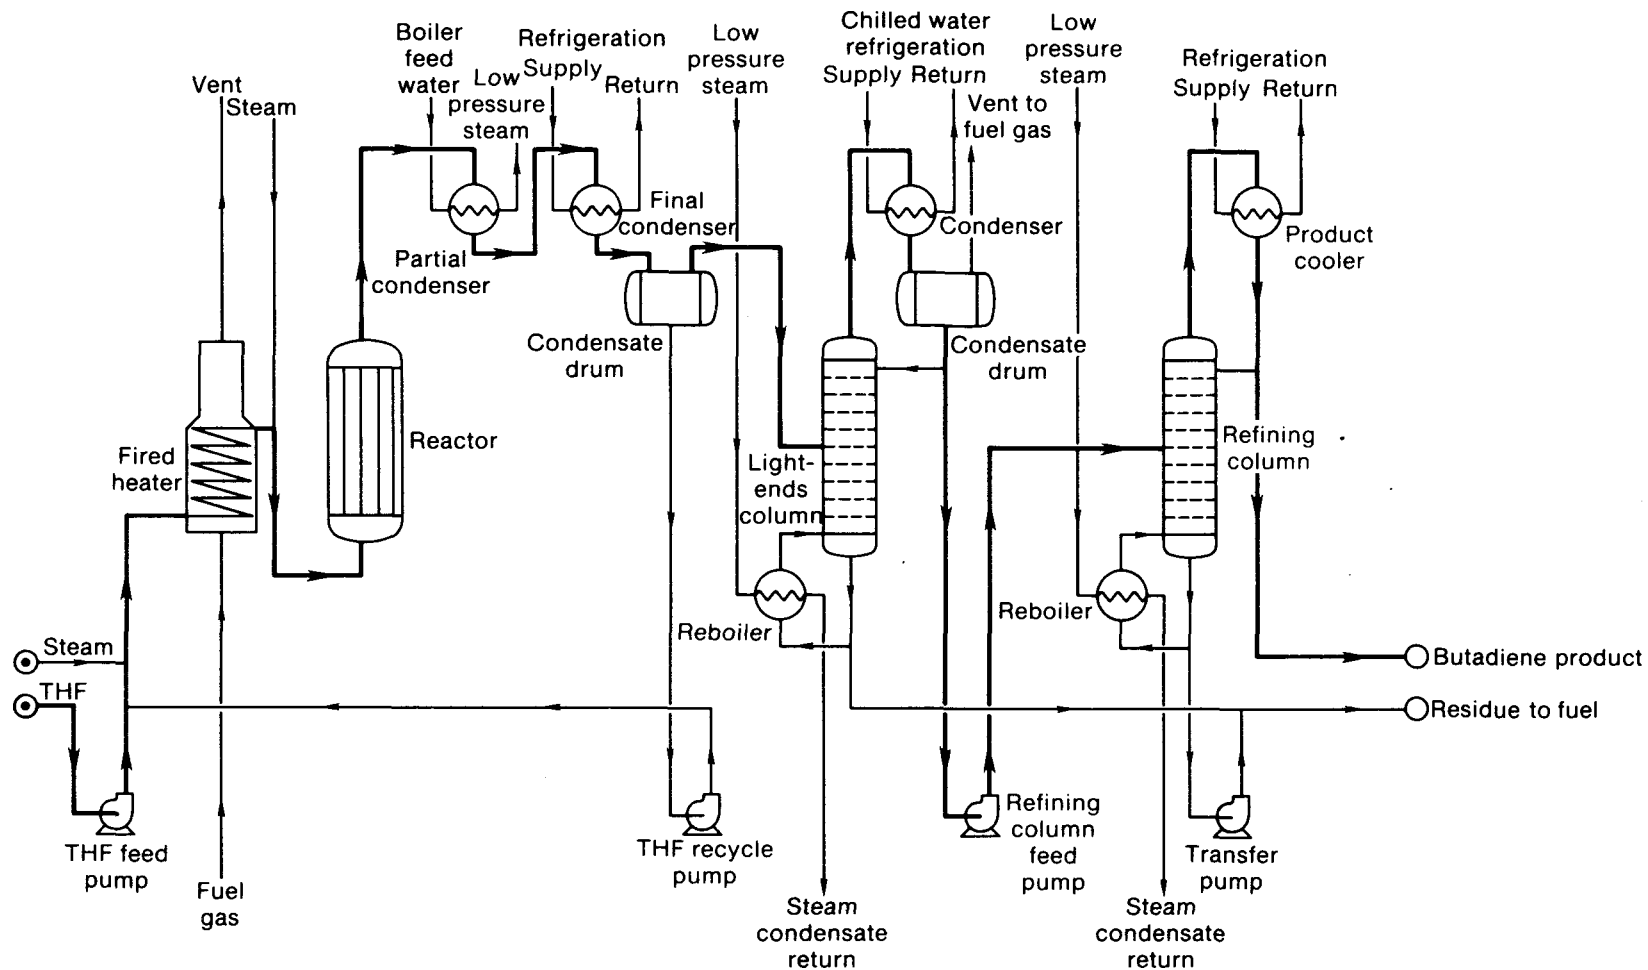 Vent
Steam
Boiler
feed
water
Low
pressure
steam
Refrigeration
Supply
Return
Low
pressure
steam
Chilled water
refrigeration
Supply Return
Vent to
fuel gas
Low
pressure
steam
Refrigeration
Supply Return
Partial
condenser
Final
condenser
Condenser
Product
cooler
Condensate
drum
Condensate
drum
Fired
heater
Reactor
Light-
ends
column
Refining
column
Reboiler
Reboiler
Steam
THF
Butadiene product
Residue to fuel
THF feed
pump
Fuel
gas
THF recycle
pump
Refining
column
feed
pump
Transfer
pump
Steam
condensate
return
Steam
condensate
return